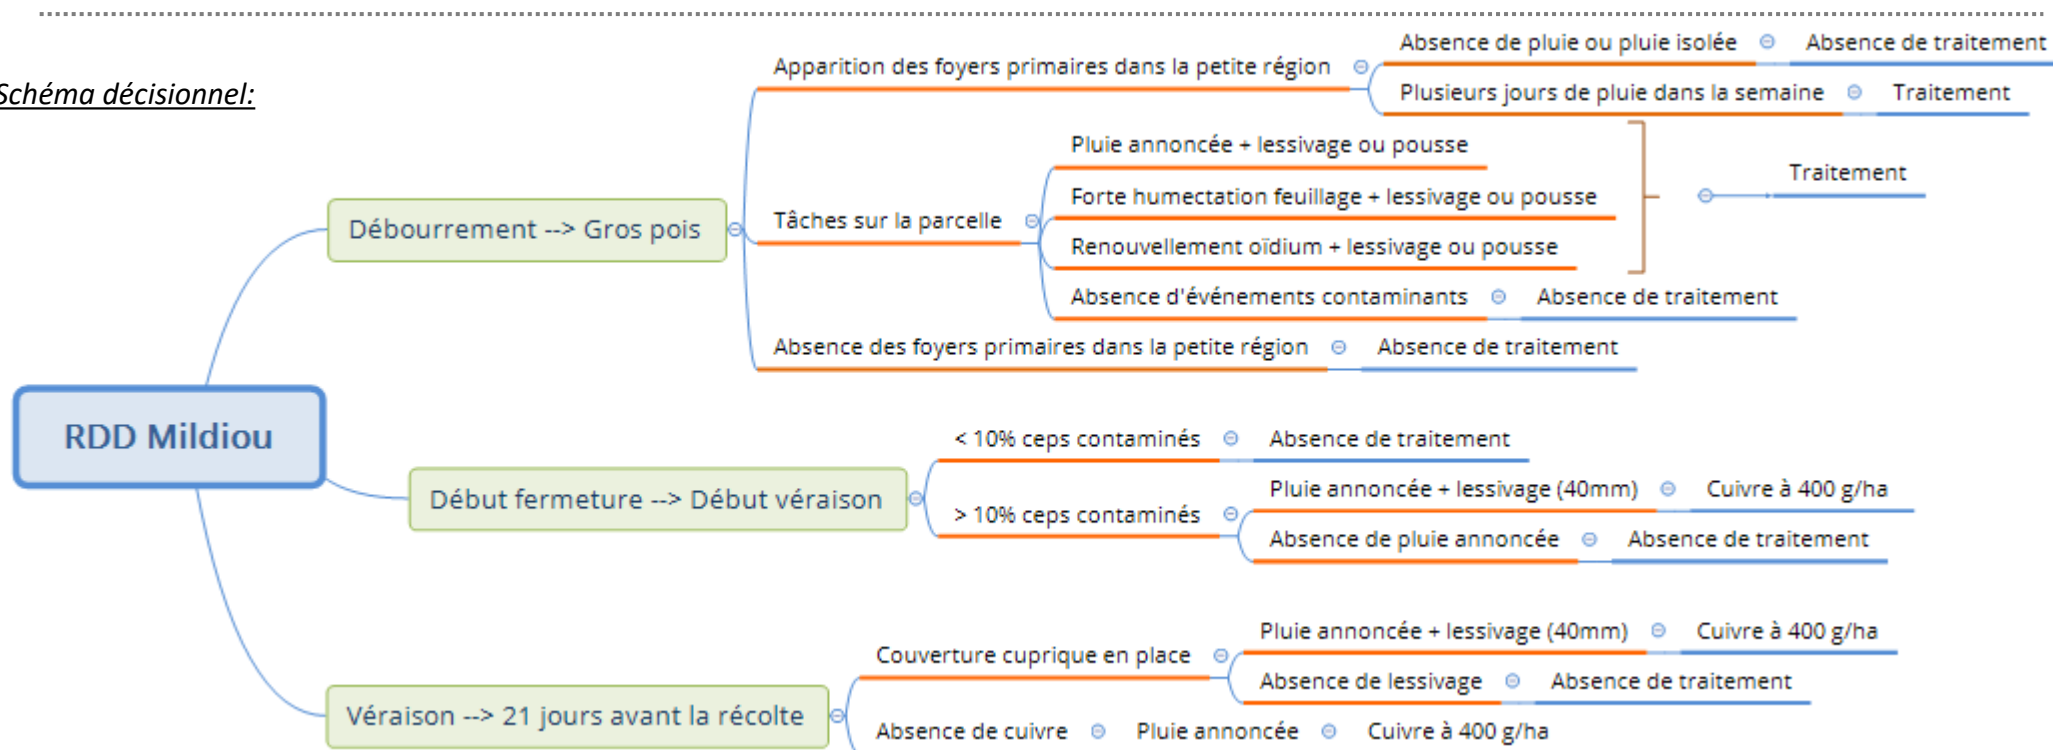 Schéma décisionnel:
RDD Mildiou
Débourrement --> Gros pois
Apparition des foyers primaires dans la petite région
Absence de pluie ou pluie isolée
Absence de traitement
Plusieurs jours de pluie dans la semaine
Traitement
Tâches sur la parcelle
Pluie annoncée + lessivage ou pousse
Forte humectation feuillage + lessivage ou pousse
Renouvellement oïdium + lessivage ou pousse
Traitement
Absence d'événements contaminants
Absence de traitement
Absence des foyers primaires dans la petite région
Absence de traitement
Début fermeture --> Début véraison
< 10% ceps contaminés
Absence de traitement
> 10% ceps contaminés
Pluie annoncée + lessivage (40mm)
Cuivre à 400 g/ha
Absence de pluie annoncée
Absence de traitement
Véraison --> 21 jours avant la récolte
Couverture cuprique en place
Pluie annoncée + lessivage (40mm)
Cuivre à 400 g/ha
Absence de lessivage
Absence de traitement
Absence de cuivre
Pluie annoncée
Cuivre à 400 g/ha